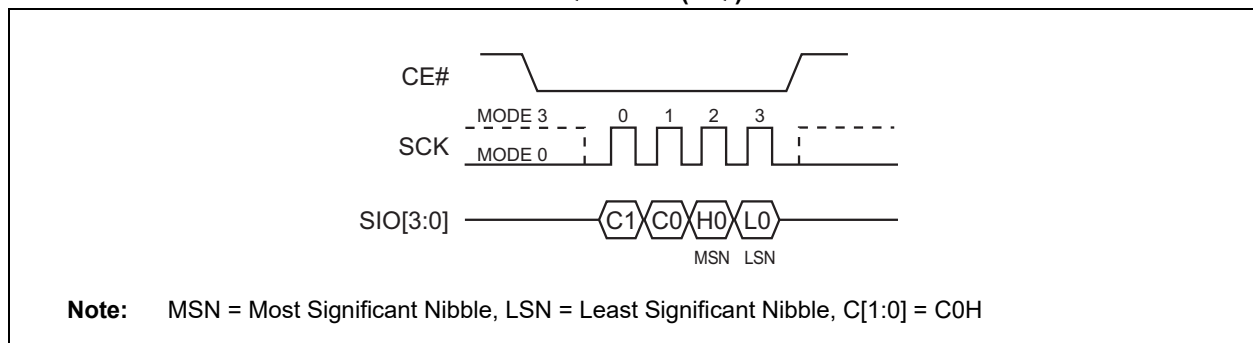 CE#
MODE 3 0 1 2 3
SCK
MODE 0
SIO[3:0] C1 C0 H0 L0
MSN LSN
Note: MSN = Most Significant Nibble, LSN = Least Significant Nibble, C[1:0] = C0H